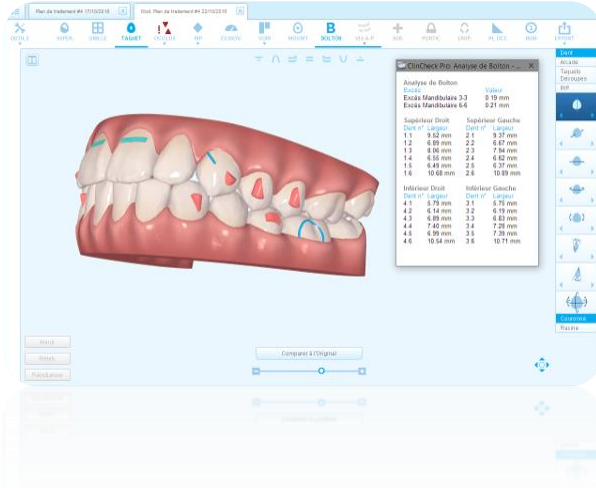 Plan de traitement #4 17/10/2018
Mod. Plan de traitement #4 22/10/2018
OUTILS
SUPER.
GRILLE
TAQUET
OCCLUS
RIP
VOIR
BOLTON
ClinCheck Pro: Analyse de Bolton - ...
Analyse de Bolton
Excès Valeur
Excès Mandibulaire 3-3 0.19 mm
Excès Mandibulaire 6-6 0.21 mm
Supérieur Droit Supérieur Gauche
Dent n° Largeur Dent n° Largeur
1.1 9.52 mm 2.1 9.37 mm
1.2 6.89 mm 2.2 6.67 mm
1.3 8.06 mm 2.3 7.94 mm
1.4 6.55 mm 2.4 6.62 mm
1.5 6.49 mm 2.5 6.37 mm
1.6 10.68 mm 2.6 10.89 mm
Inférieur Droit Inférieur Gauche
Dent n° Largeur Dent n° Largeur
4.1 5.79 mm 3.1 5.75 mm
4.2 6.14 mm 3.2 6.19 mm
4.3 6.89 mm 3.3 6.83 mm
4.4 7.40 mm 3.4 7.28 mm
4.5 6.99 mm 3.5 7.39 mm
4.6 10.54 mm 3.6 10.71 mm
Dent
Arcade
Taquets
Découpes
RIP
Couronne
Racine
Comparer à l'Original